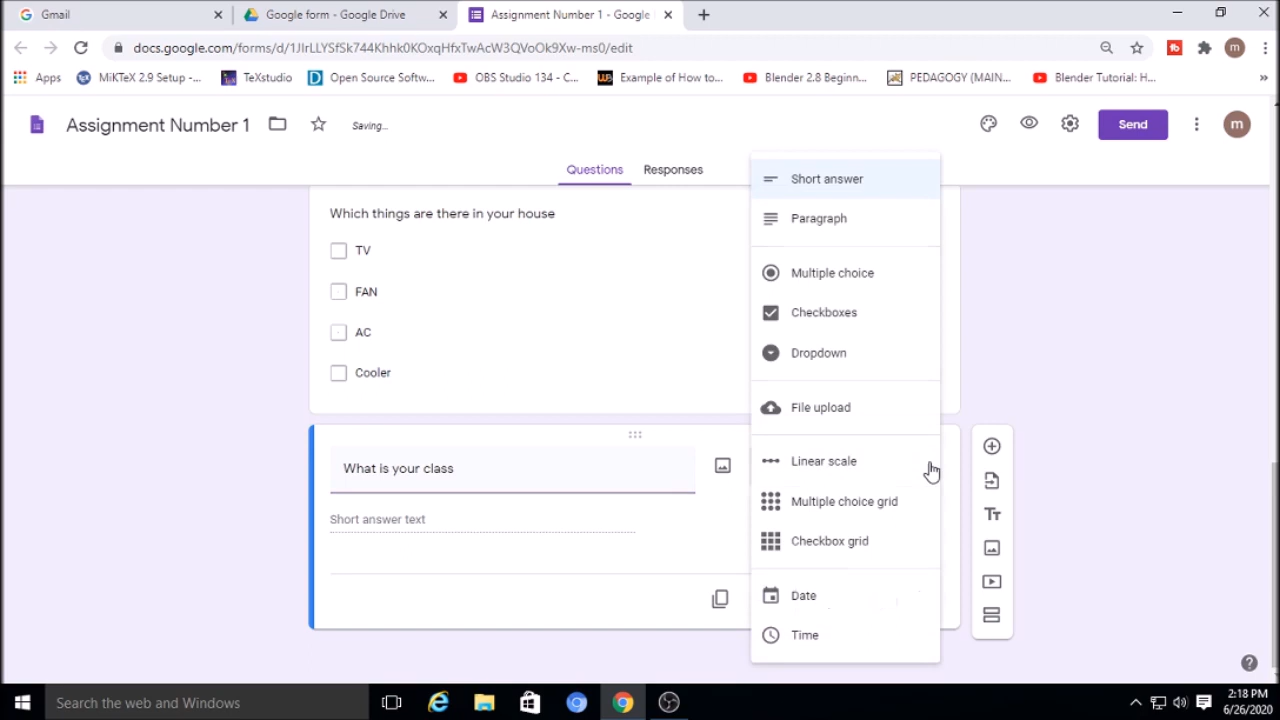 Gmail
Google form - Google Drive
Assignment Number 1 - Google
docs.google.com/forms/d/1JIrLLYSfSk744Khhk0KOxqHfxTwAcW3QVoOk9Xw-ms0/edit
Apps
MiKTeX 2.9 Setup -...
TeXstudio
Open Source Softw...
OBS Studio 134 - C...
Example of How to...
Blender 2.8 Beginn...
PEDAGOGY (MAIN...
Blender Tutorial: H...
Assignment Number 1
Saving...
Send
m
Questions
Responses
Which things are there in your house
TV
FAN
AC
Cooler
What is your class
Short answer text
Short answer
Paragraph
Multiple choice
Checkboxes
Dropdown
File upload
Linear scale
Multiple choice grid
Checkbox grid
Date
Time
Search the web and Windows
2:18 PM
6/26/2020